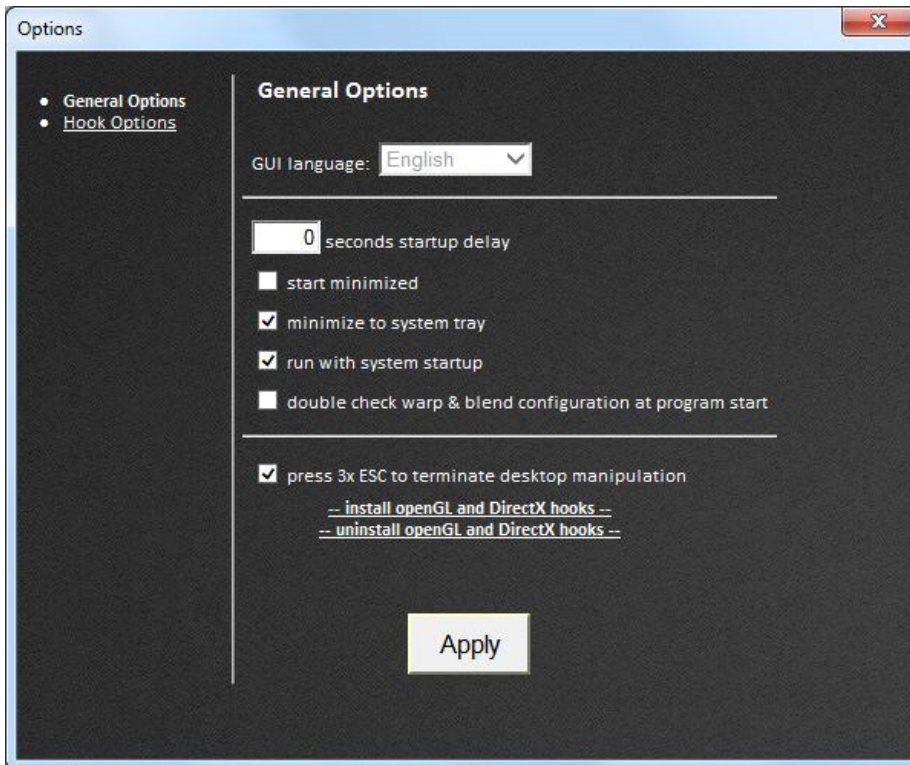 Options
General Options
Hook Options
General Options
GUI language: English
0 seconds startup delay
start minimized
minimize to system tray
run with system startup
double check warp & blend configuration at program start
press 3x ESC to terminate desktop manipulation
-- install openGL and DirectX hooks --
-- uninstall openGL and DirectX hooks --
Apply